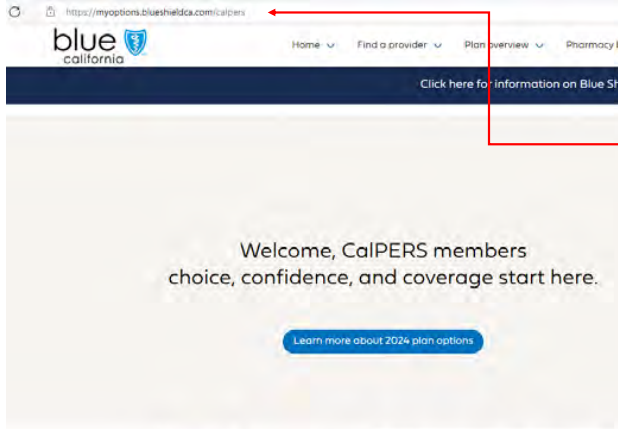 https://myoptions.blueshieldca.com/calpers
blue
california
Home Find a provider Plan overview Pharmacy
Click here for information on Blue Sh
Welcome, CalPERS members
choice, confidence, and coverage start here.
Learn more about 2024 plan options